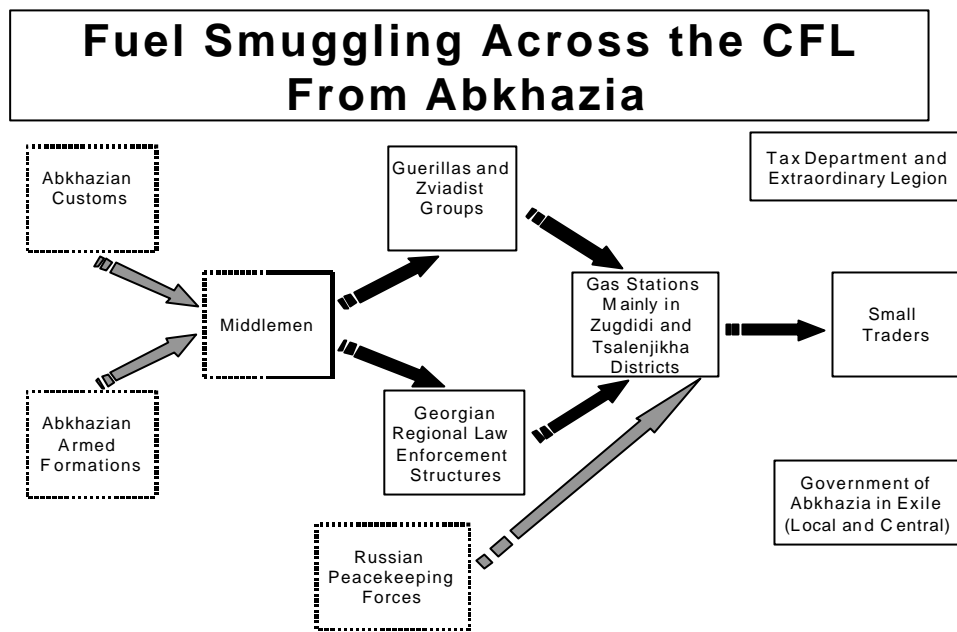 Fuel Smuggling Across the CFL
From Abkhazia
Abkhazian
Customs
Guerillas and
Zviadist
Groups
Tax Department and
Extraordinary Legion
Middlemen
Gas Stations
Mainly in
Zugdidi and
Tsalenjikha
Districts
Small
Traders
Abkhazian
Armed
Formations
Georgian
Regional Law
Enforcement
Structures
Government of
Abkhazia in Exile
(Local and Central)
Russian
Peacekeeping
Forces